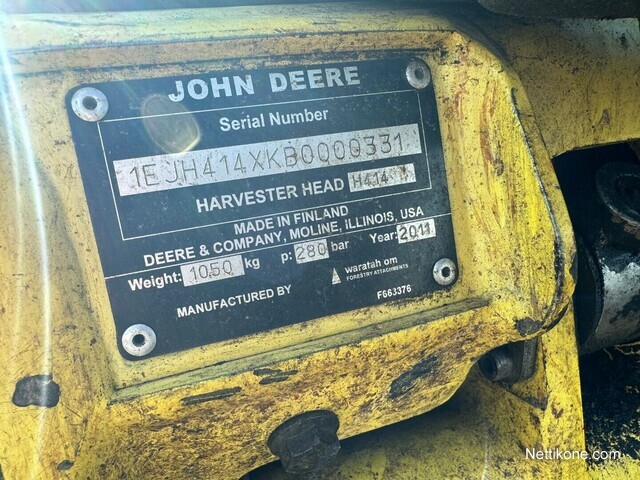 JOHN DEERE
Serial Number
1EJH414XKB0000331
HARVESTER HEAD H414
MADE IN FINLAND
DEERE & COMPANY, MOLINE, ILLINOIS, USA
Weight: 1050 kg p: 280 bar Year: 2011
waratah om
FORESTRY ATTACHMENTS
MANUFACTURED BY
F663376
Nettikone.com